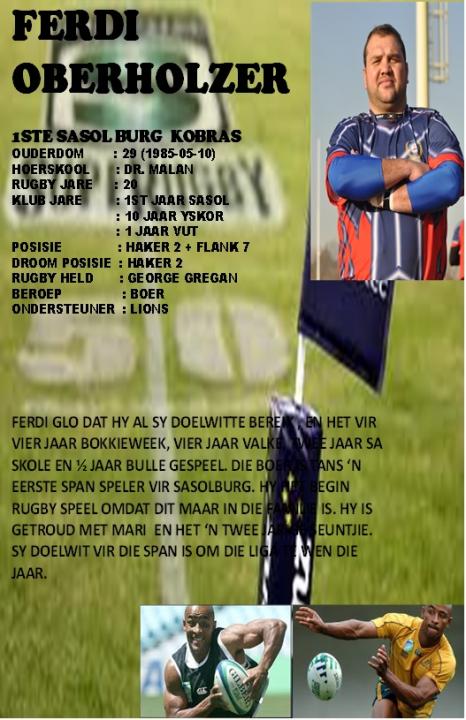 FERDI
OBERHOLZER
1STE SASOL BURG KOBRAS
OUDERDOM : 29 (1985-05-10)
HOERSKOOL : DR. MALAN
RUGBY JARE : 20
KLUB JARE : 1ST JAAR SASOL
: 10 JAAR YSKOR
: 1 JAAR VUT
POSISIE : HAKER 2 + FLANK 7
DROOM POSISIE : HAKER 2
RUGBY HELD : GEORGE GREGAN
BEROEP : BOER
ONDERSTEUNER : LIONS
50
FERDI GLO DAT HY AL SY DOELWITTE BEREIK, EN HET VIR
VIER JAAR BOKKIEWEEK, VIER JAAR VALKE, TWEE JAAR SA
SKOLE EN ½ JAAR BULLE GESPEEL. DIE BOER IS TANS ‘N
EERSTE SPAN SPELER VIR SASOLBURG. HY HET BEGIN
RUGBY SPEEL OMDAT DIT MAAR IN DIE FAMILIE IS. HY IS
GETROUD MET MARI EN HET ‘N TWEE SEUNTJIE.
SY DOELWIT VIR DIE SPAN IS OM DIE LIGA TE WEN DIE
JAAR.